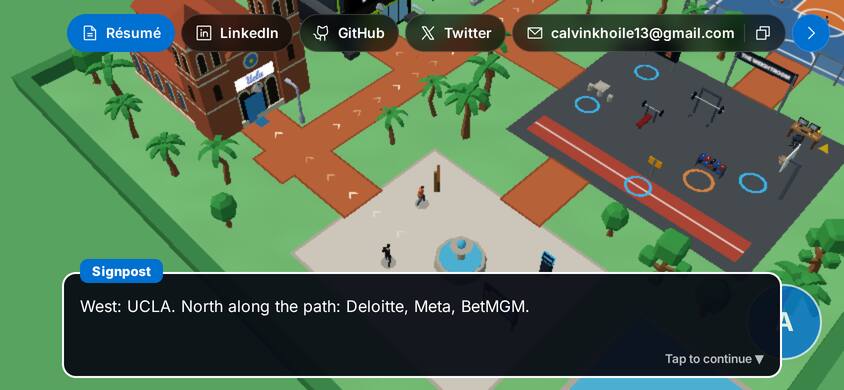 Résumé
LinkedIn
GitHub
Twitter
calvinkhoile13@gmail.com
Ucla
Signpost
West: UCLA. North along the path: Deloitte, Meta, BetMGM.
A
Tap to continue ▼